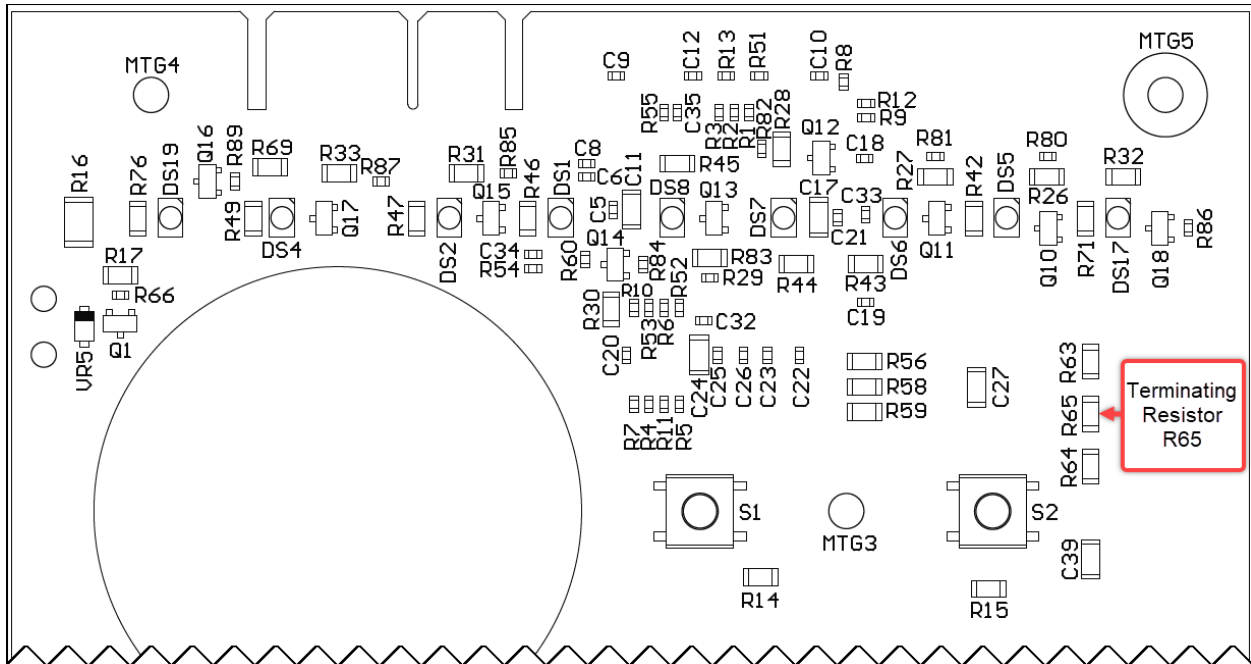 MTG4
MTG5
C9
C12
R13
R51
C10
R8
R55
C35
R3
R2
R1
R82
R28
Q12
R12
R9
C18
R16
R76
DS19
Q16
R89
R69
R33
R87
R31
R85
R46
DS1
C8
C6
C11
R45
DS8
Q13
DS7
C17
C33
R27
R81
R42
DS5
R80
R26
R32
R49
DS4
Q17
R47
DS2
Q15
C34
R54
R60
C5
Q14
R84
R52
R83
R29
R44
C21
R43
DS6
Q11
Q10
R71
DS17
Q18
R86
R17
R66
VR5
Q1
R30
R10
R53
R6
C32
C19
C20
C24
C25
C26
C23
C22
R56
R58
R59
C27
R63
R65
R64
Terminating
Resistor
R65
R7
R4
R11
R5
S1
MTG3
S2
C39
R14
R15